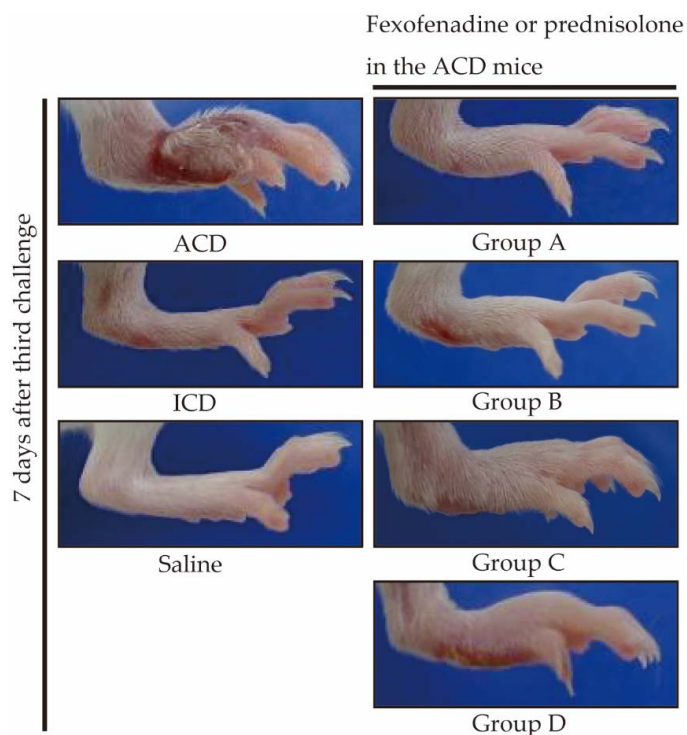 Fexofenadine or prednisolone
in the ACD mice
7 days after third challenge
ACD
Group A
ICD
Group B
Saline
Group C
Group D